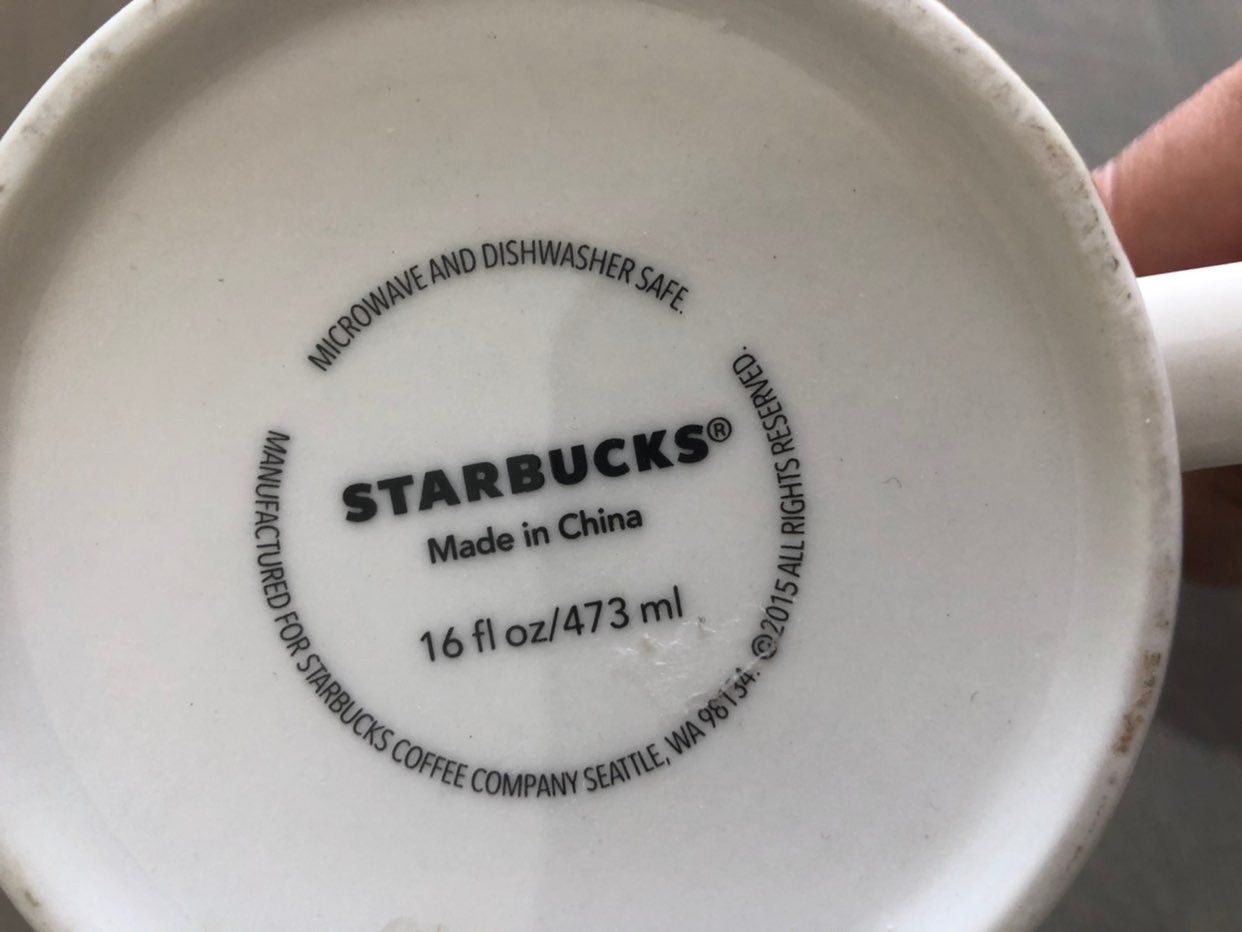 MICROWAVE AND DISHWASHER SAFE.
STARBUCKS®
Made in China
16 fl oz/473 ml
MANUFACTURED FOR STARBUCKS COFFEE COMPANY SEATTLE, WA 98134. ©2015 ALL RIGHTS RESERVED.